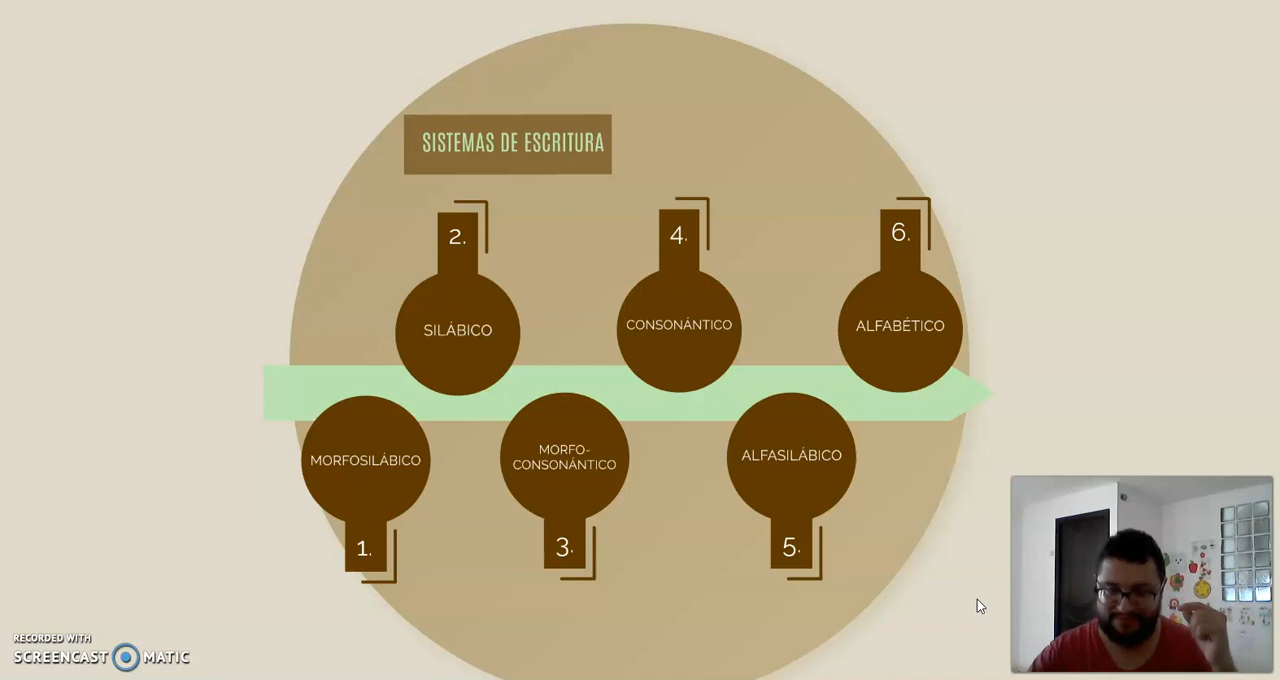 SISTEMAS DE ESCRITURA
2.
4.
6.
SILÁBICO
CONSONÁNTICO
ALFABÉTICO
MORFOSILÁBICO
MORFO-
CONSONÁNTICO
ALFASILÁBICO
1.
3.
5.
RECORDED WITH
SCREENCAST MATIC